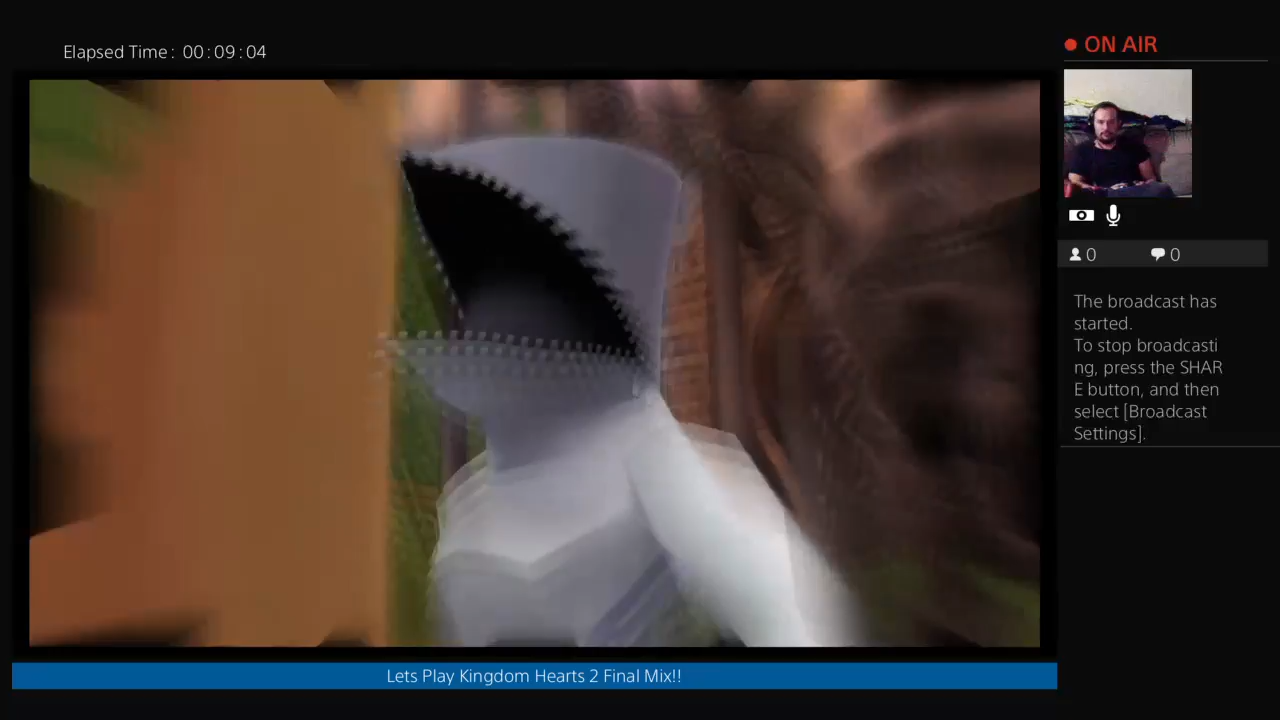 Elapsed Time: 00:09:04
ON AIR
0 0
The broadcast has
started.
To stop broadcasti
ng, press the SHAR
E button, and then
select [Broadcast
Settings].
Lets Play Kingdom Hearts 2 Final Mix!!